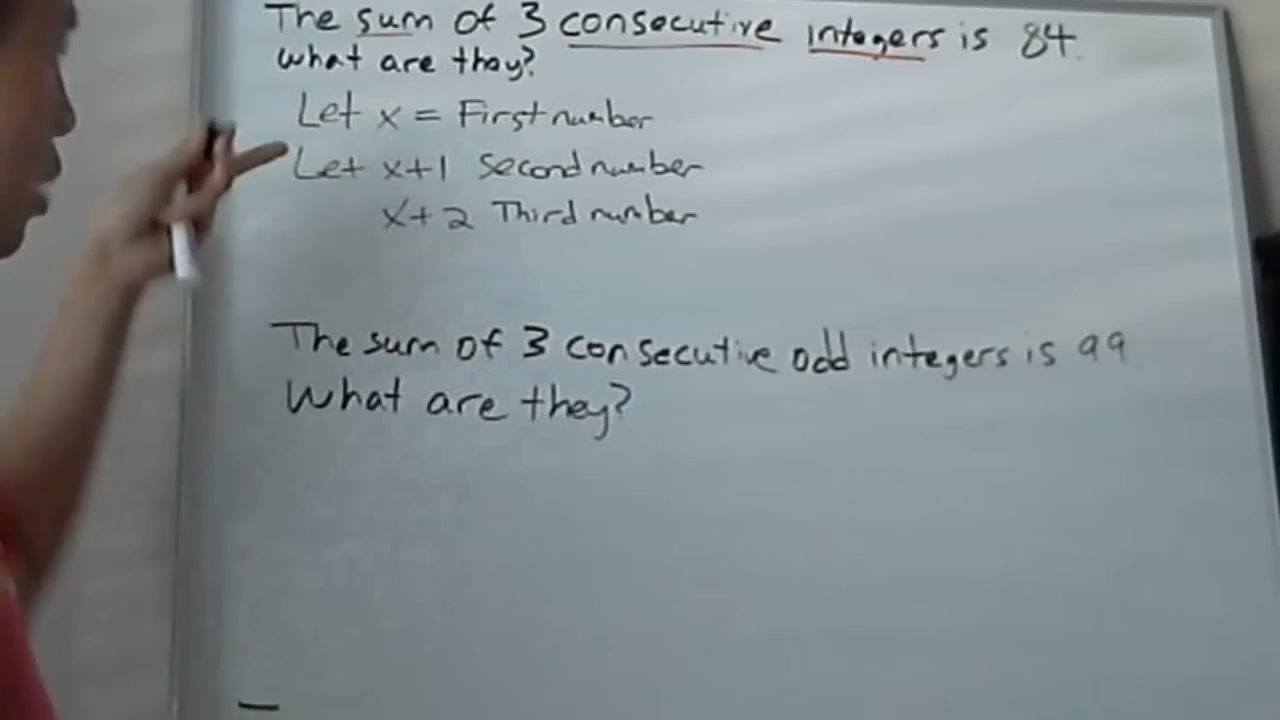 The sum of 3 consecutive integers is 84.
What are they?
Let x = First number
Let x+1 Second number
x+2 Third number
The sum of 3 consecutive odd integers is 99
What are they?